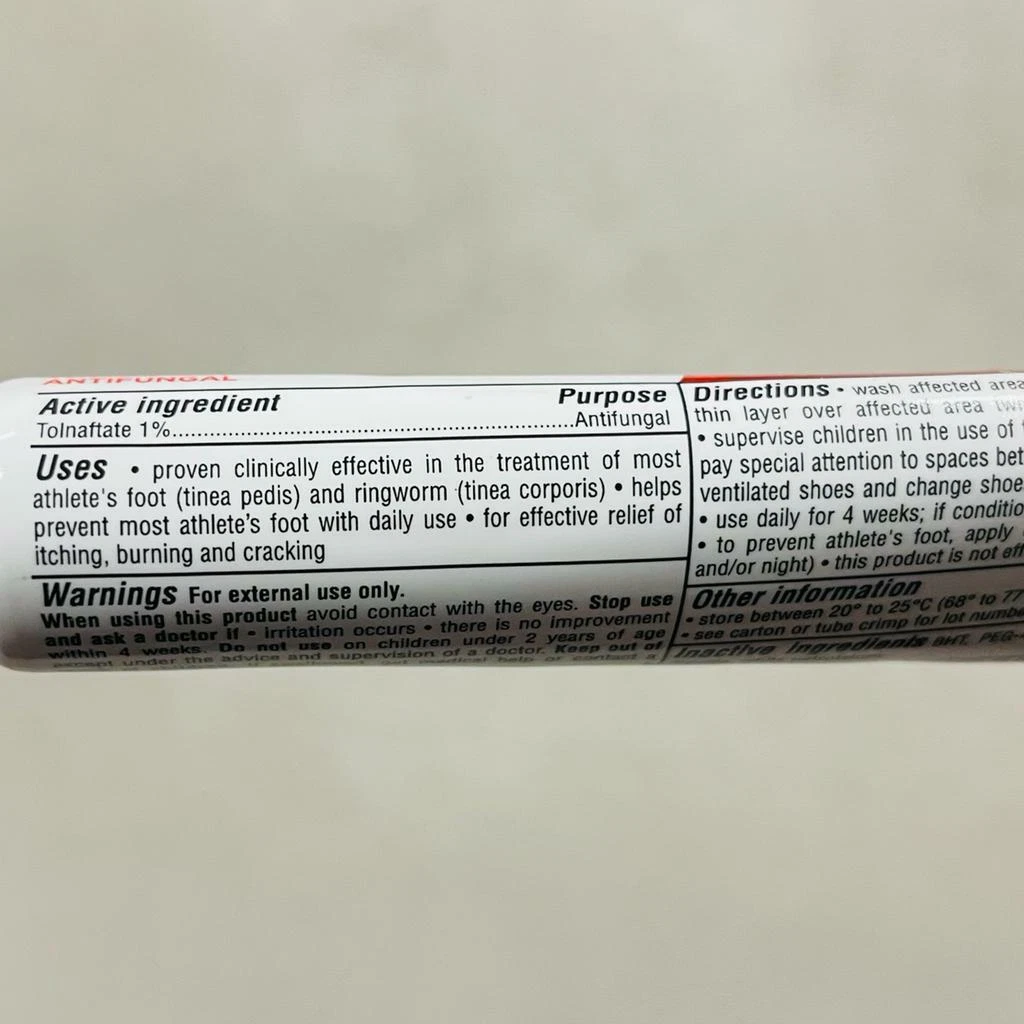 ANTIFUNGAL
Active ingredient Purpose
Tolnaftate 1%..........................................................Antifungal
Uses • proven clinically effective in the treatment of most
athlete's foot (tinea pedis) and ringworm (tinea corporis) • helps
prevent most athlete's foot with daily use • for effective relief of
itching, burning and cracking
Warnings For external use only.
When using this product avoid contact with the eyes. Stop use
and ask a doctor if • irritation occurs • there is no improvement
within 4 weeks. Do not use on children under 2 years of age
except under the advice and supervision of a doctor. Keep out of
Directions • wash affected area
thin layer over affected area
• supervise children in the use of
pay special attention to spaces
ventilated shoes and change
• use daily for 4 weeks; if
• to prevent athlete's foot, apply
and/or night) • this product is not
Other information
• store between 20° to 25°C (68° to 77
• see carton or tube crimp for lot
Inactive ingredients BHT,